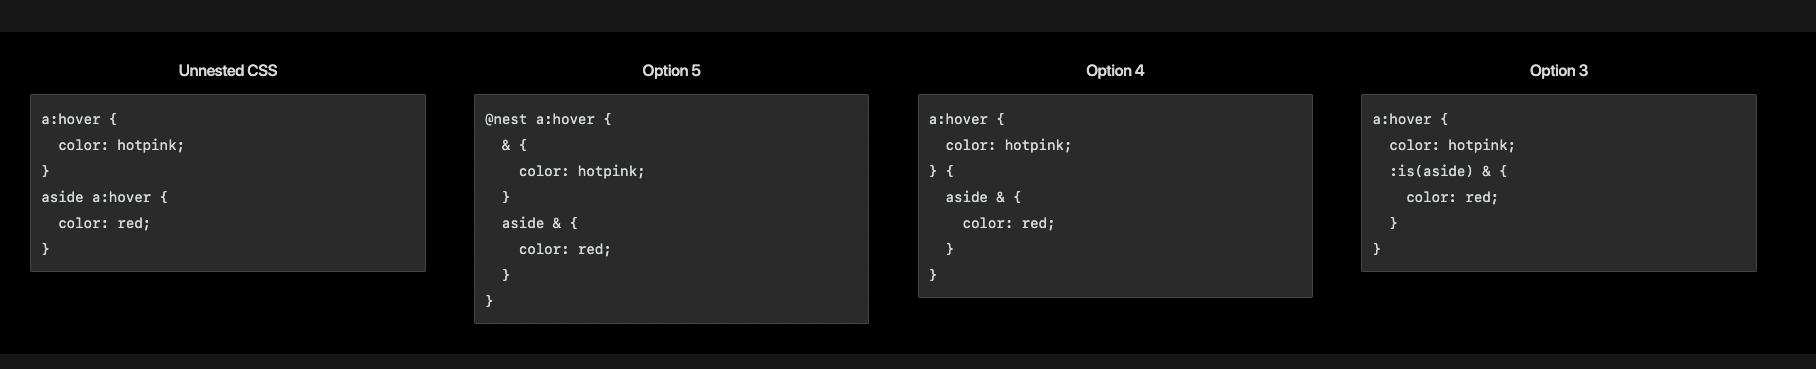 Unnested CSS
a:hover {
  color: hotpink;
}
aside a:hover {
  color: red;
}
Option 5
@nest a:hover {
  & {
    color: hotpink;
  }
  aside & {
    color: red;
  }
}
Option 4
a:hover {
  color: hotpink;
} {
  aside & {
    color: red;
  }
}
Option 3
a:hover {
  color: hotpink;
  :is(aside) & {
    color: red;
  }
}